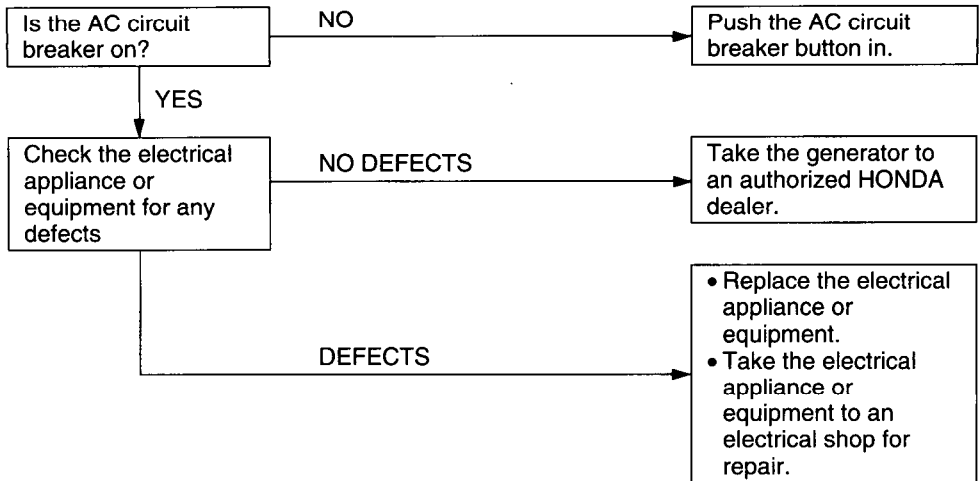 Is the AC circuit
breaker on?
NO
Push the AC circuit
breaker button in.
YES
Check the electrical
appliance or
equipment for any
defects
NO DEFECTS
Take the generator to
an authorized HONDA
dealer.
DEFECTS
• Replace the electrical
appliance or
equipment.
• Take the electrical
appliance or
equipment to an
electrical shop for
repair.